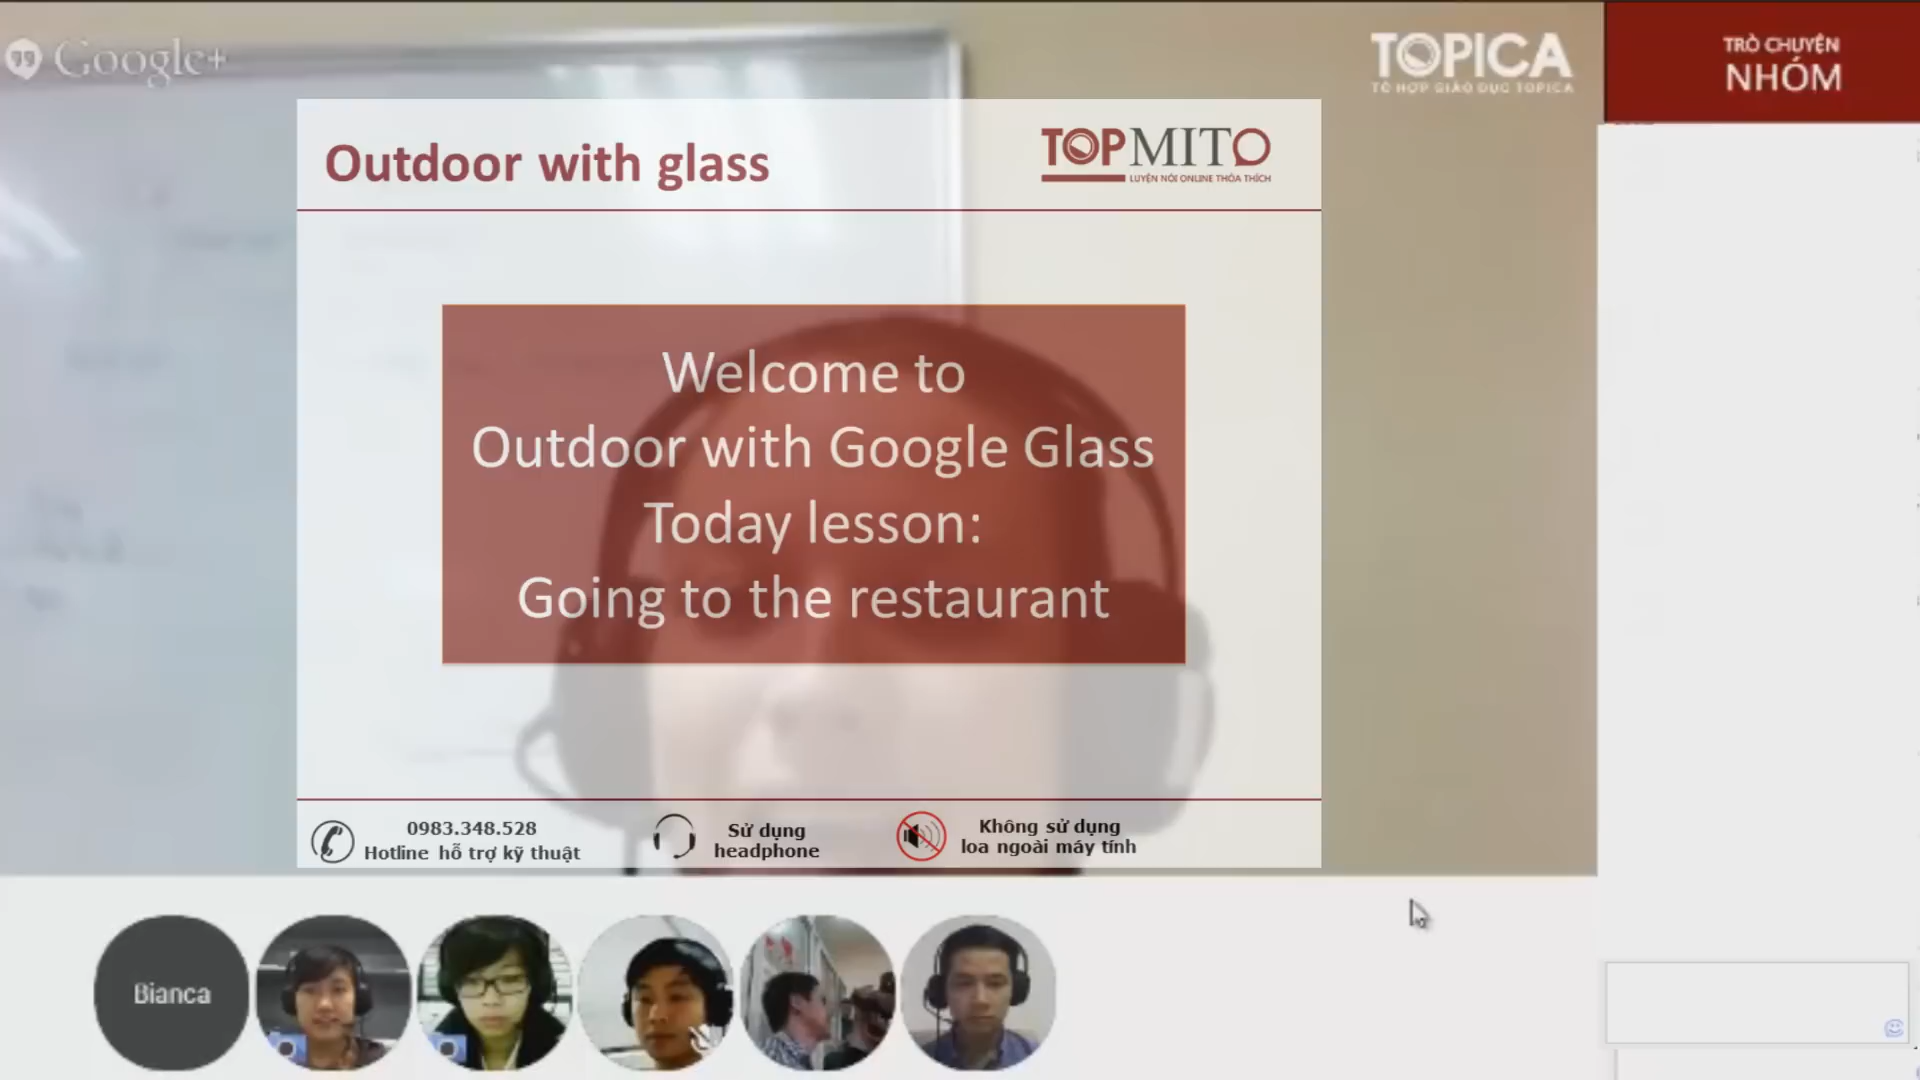 Google+
TOPICA
TỔ HỢP GIÁO DỤC TOPICA
TRÒ CHUYỆN
NHÓM
Outdoor with glass
TOPMITO
LUYỆN NÓI ONLINE THỎA THÍCH
Welcome to
Outdoor with Google Glass
Today lesson:
Going to the restaurant
0983.348.528
Hotline hỗ trợ kỹ thuật
Sử dụng
headphone
Không sử dụng
loa ngoài máy tính
Bianca